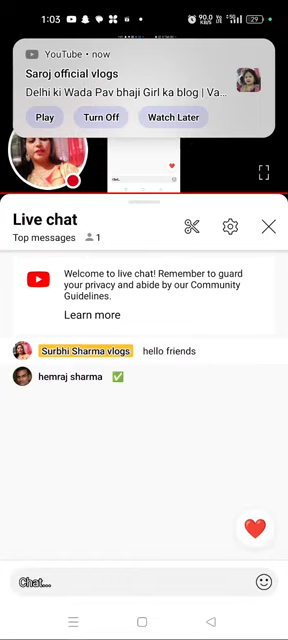 1:03
90.0
KB/S
5G
29
YouTube • now
Saroj official vlogs
Delhi ki Wada Pav bhaji Girl ka blog | Va...
Play
Turn Off
Watch Later
Live chat
Top messages
1
Welcome to live chat! Remember to guard
your privacy and abide by our Community
Guidelines.
Learn more
Surbhi Sharma vlogs hello friends
hemraj sharma ✅
Chat...